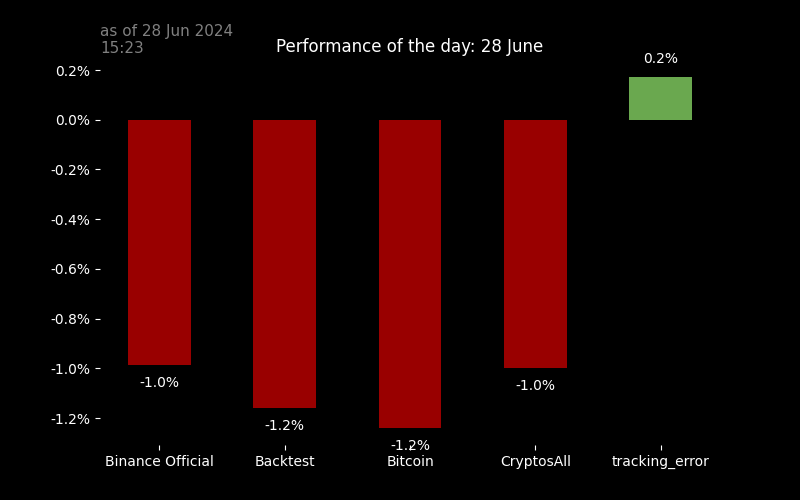 as of 28 Jun 2024
15:23
Performance of the day: 28 June
0.2%
0.2%
0.0%
-0.2%
-0.4%
-0.6%
-0.8%
-1.0%
-1.2%
-1.0%
-1.2%
-1.2%
-1.0%
Binance Official
Backtest
Bitcoin
CryptosAll
tracking_error